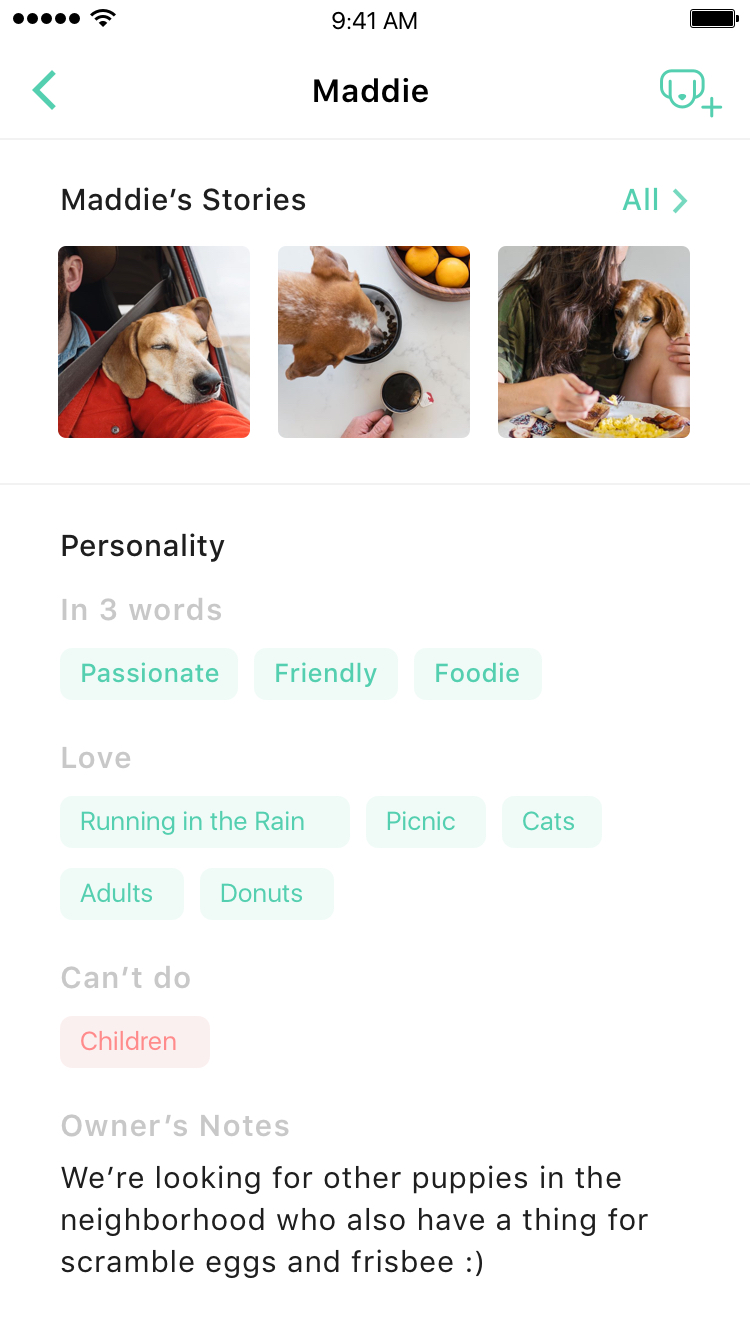 9:41 AM
Maddie
Maddie’s Stories
All
Personality
In 3 words
Passionate Friendly Foodie
Love
Running in the Rain Picnic Cats
Adults Donuts
Can’t do
Children
Owner’s Notes
We’re looking for other puppies in the
neighborhood who also have a thing for
scramble eggs and frisbee :)